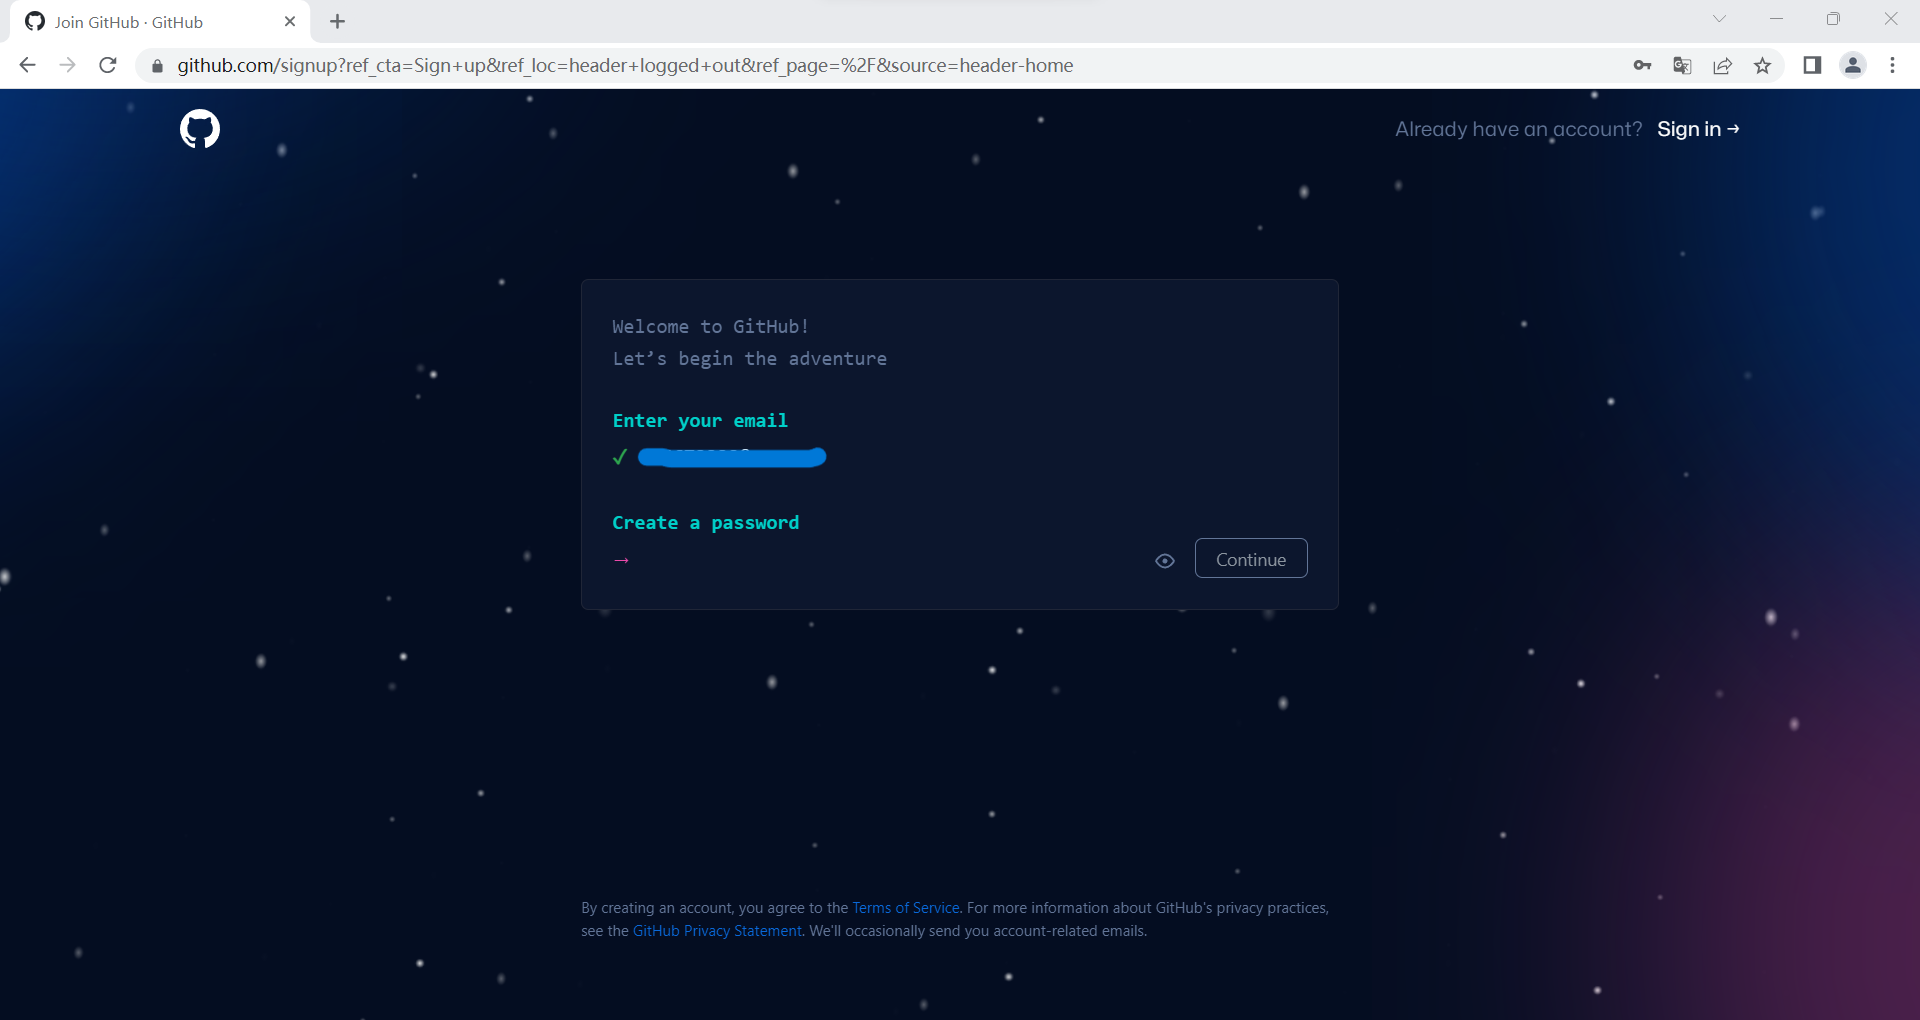 Join GitHub · GitHub
github.com/signup?ref_cta=Sign+up&ref_loc=header+logged+out&ref_page=%2F&source=header-home
Already have an account? Sign in →
Welcome to GitHub!
Let’s begin the adventure
Enter your email
✓
Create a password
→ Continue
By creating an account, you agree to the Terms of Service. For more information about GitHub's privacy practices,
see the GitHub Privacy Statement. We'll occasionally send you account-related emails.